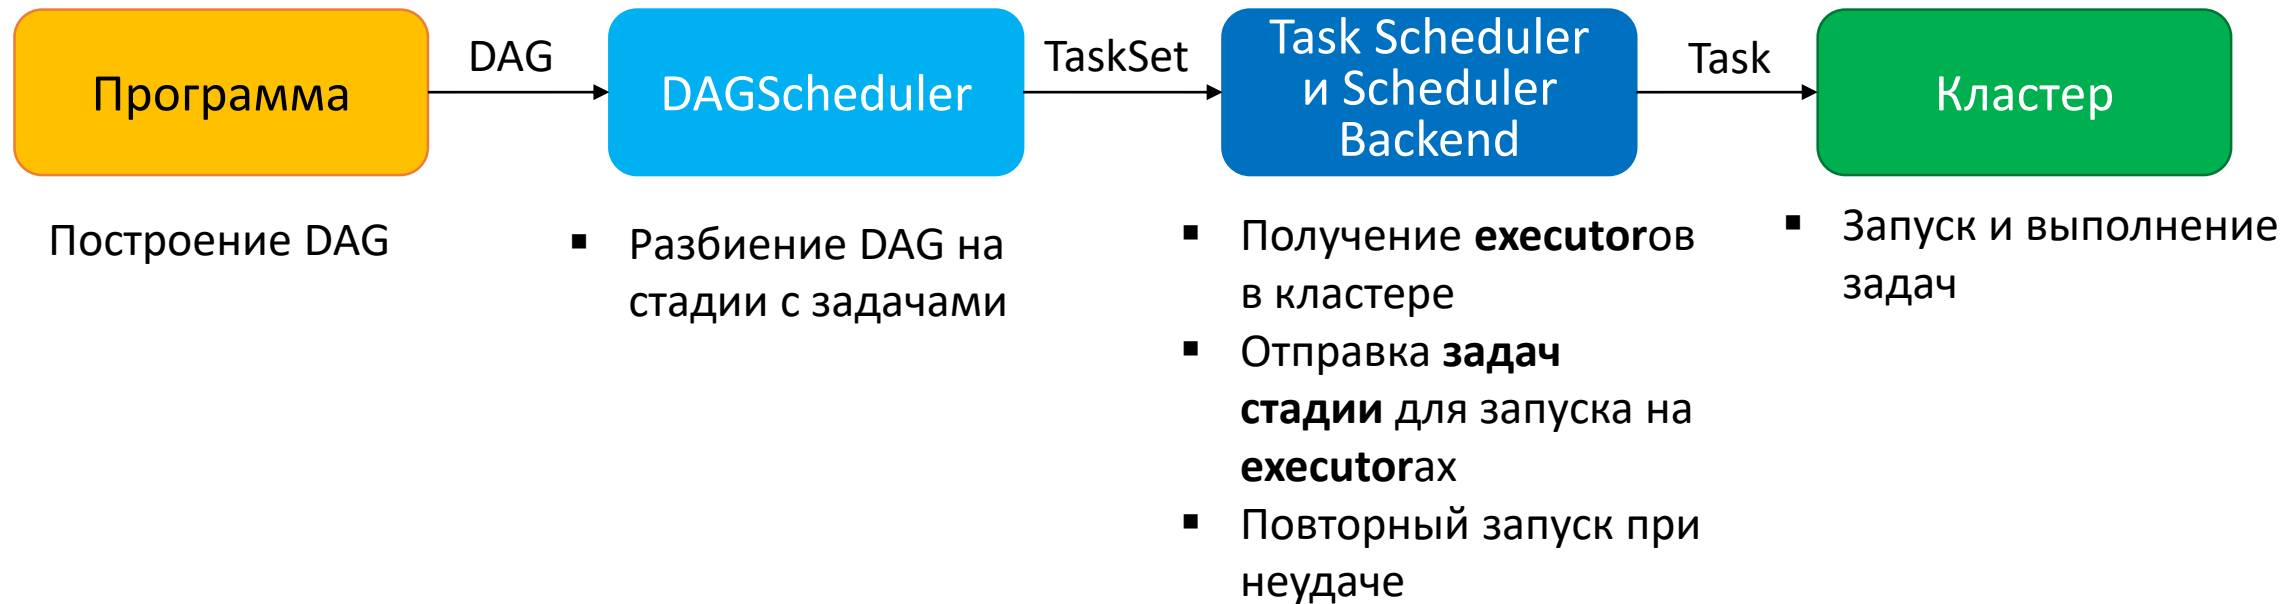 Программа
DAG
DAGScheduler
TaskSet
Task Scheduler
и Scheduler
Backend
Task
Кластер
Построение DAG
▪ Разбиение DAG на
стадии с задачами
▪ Получение executorов
в кластере
▪ Отправка задач
стадии для запуска на
executorах
▪ Повторный запуск при
неудаче
▪ Запуск и выполнение
задач